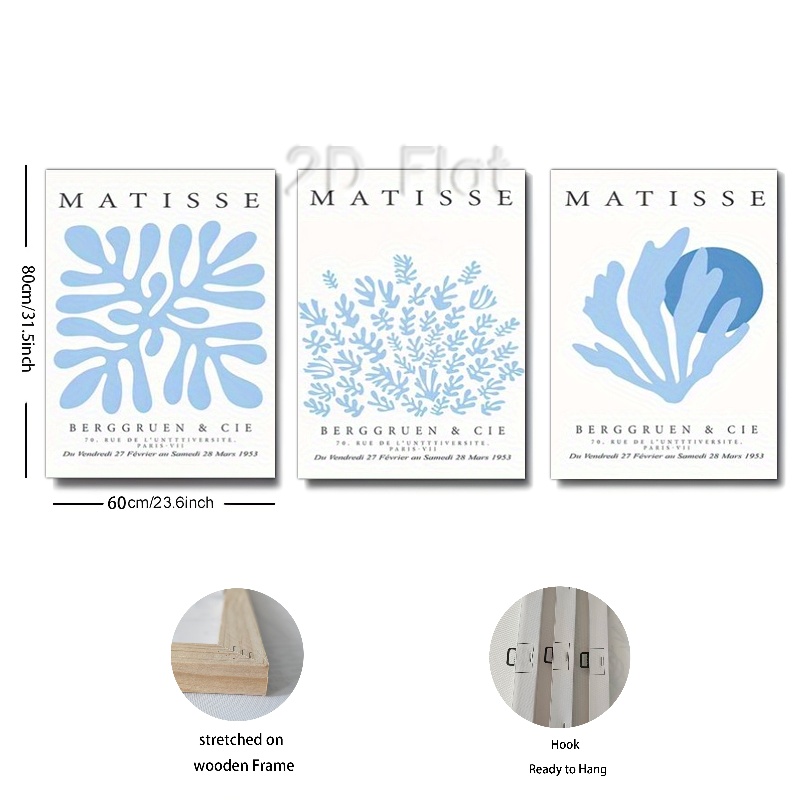 2D Flat
MATISSE
BERGGRUEN & CIE
70, RUE DE L'UNTTTIVERSITE,
PARIS-VII
Du Vendredi 27 Février au Samedi 28 Mars 1953
MATISSE
BERGGRUEN & CIE
70, RUE DE L'UNTTTIVERSITE,
PARIS-VII
Du Vendredi 27 Février au Samedi 28 Mars 1953
MATISSE
BERGGRUEN & CIE
70, RUE DE L'UNTTTIVERSITE,
PARIS-VII
Du Vendredi 27 Février au Samedi 28 Mars 1953
80cm/31.5inch
60cm/23.6inch
stretched on
wooden Frame
Hook
Ready to Hang